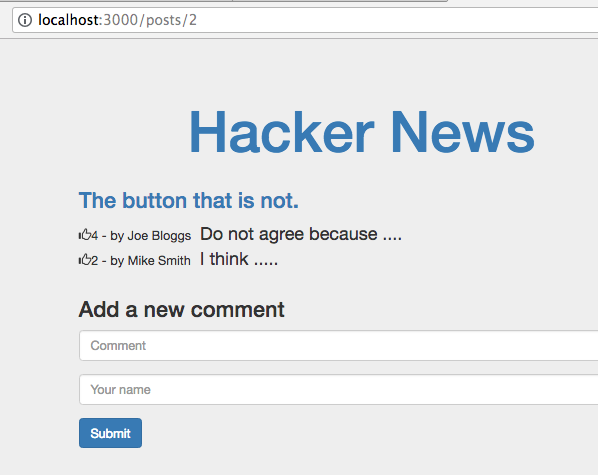 localhost:3000/posts/2
Hacker News
The button that is not.
4 - by Joe Bloggs Do not agree because ....
2 - by Mike Smith I think .....
Add a new comment
Comment
Your name
Submit